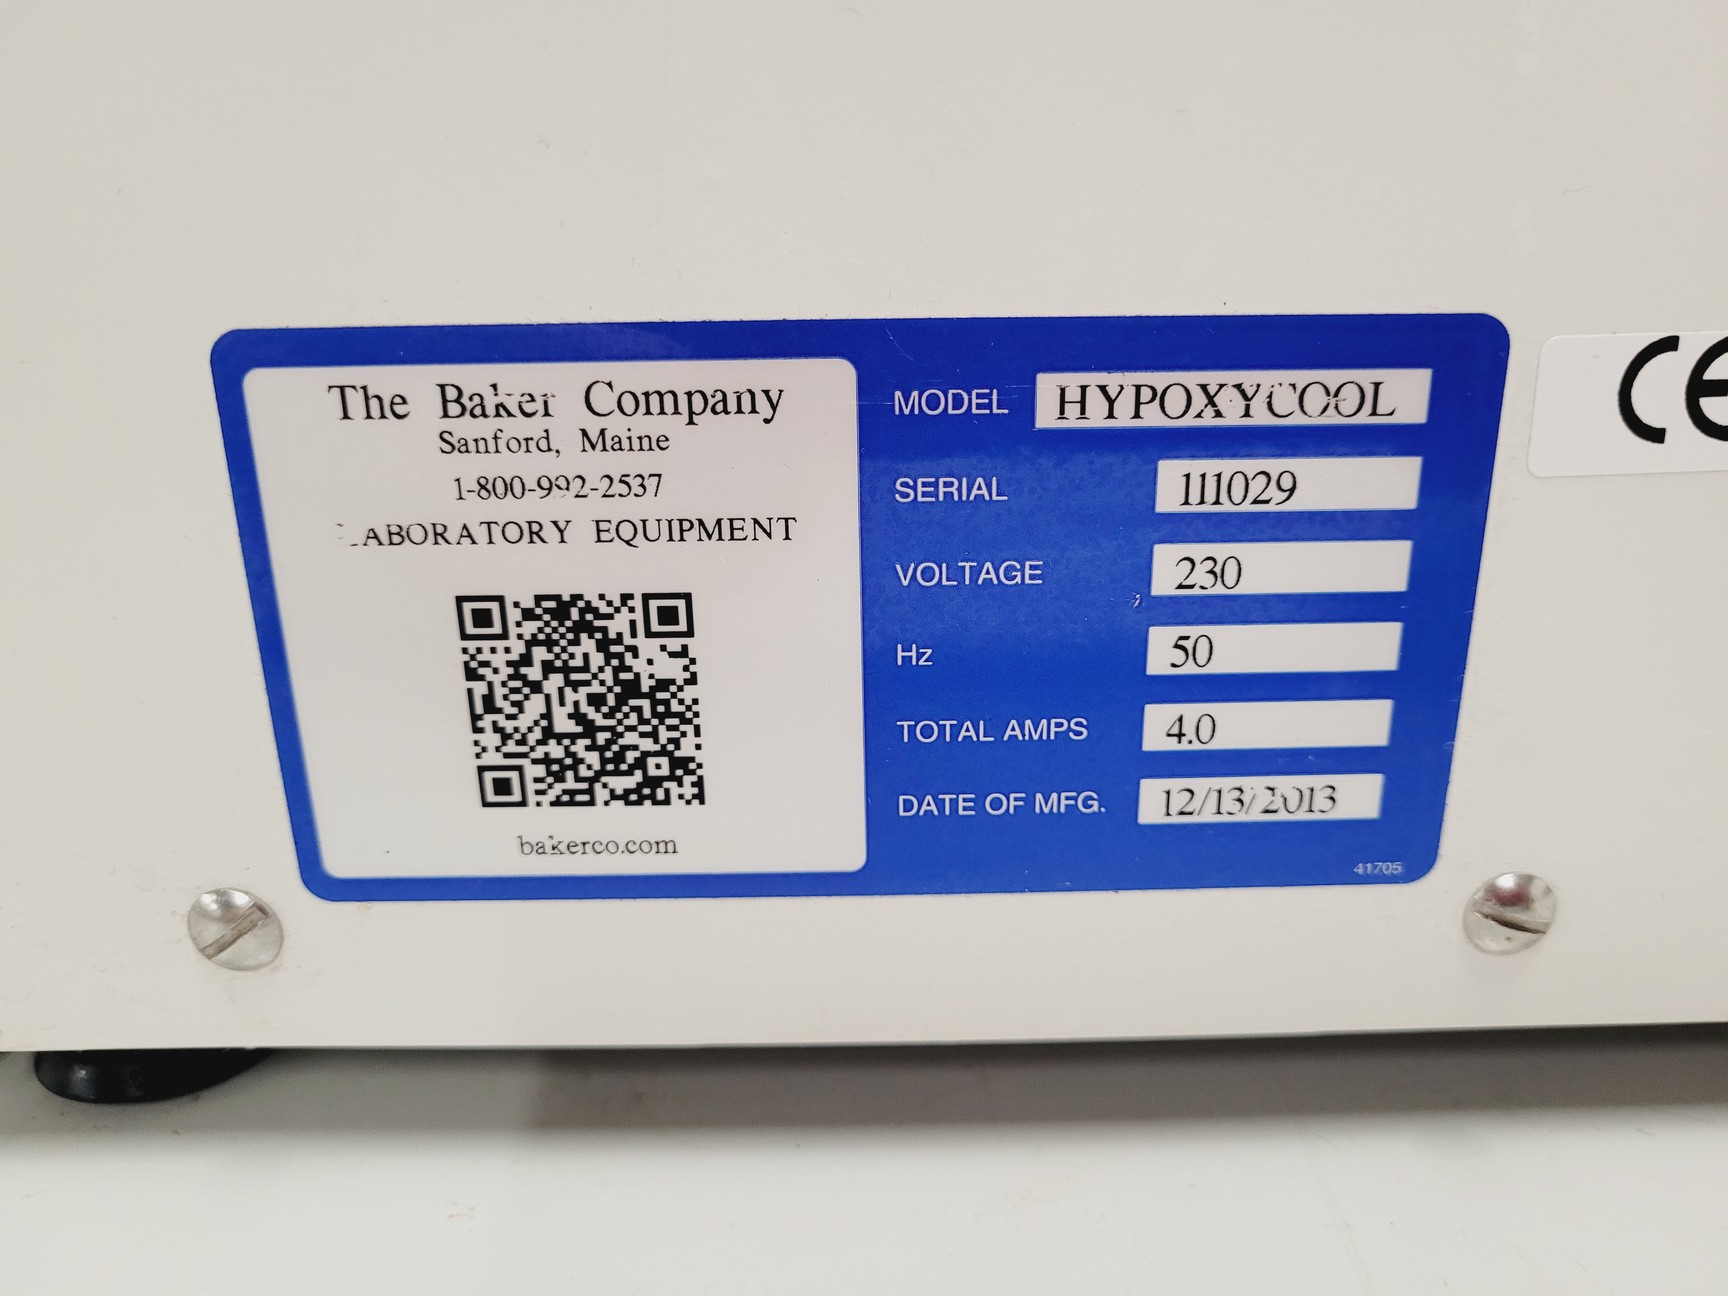 The Baker Company
Sanford, Maine
1-800-992-2537
LABORATORY EQUIPMENT
bakerco.com
MODEL HYPOXYCOOL
SERIAL 111029
VOLTAGE 230
Hz 50
TOTAL AMPS 4.0
DATE OF MFG. 12/13/2013
41705
CE